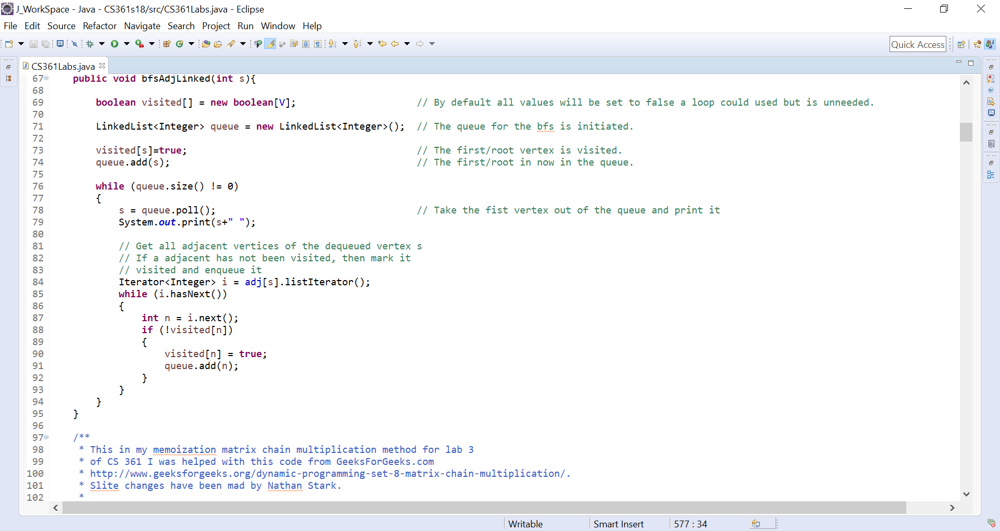 J_WorkSpace - Java - CS361s18/src/CS361Labs.java - Eclipse
File Edit Source Refactor Navigate Search Project Run Window Help
Quick Access
CS361Labs.java
67 public void bfsAdjLinked(int s){
68
69 boolean visited[] = new boolean[V]; // By default all values will be set to false a loop could used but is unneeded.
70
71 LinkedList<Integer> queue = new LinkedList<Integer>(); // The queue for the bfs is initiated.
72
73 visited[s]=true; // The first/root vertex is visited.
74 queue.add(s); // The first/root in now in the queue.
75
76 while (queue.size() != 0)
77 {
78 s = queue.poll(); // Take the fist vertex out of the queue and print it
79 System.out.print(s+" ");
80
81 // Get all adjacent vertices of the dequeued vertex s
82 // If a adjacent has not been visited, then mark it
83 // visited and enqueue it
84 Iterator<Integer> i = adj[s].listIterator();
85 while (i.hasNext())
86 {
87 int n = i.next();
88 if (!visited[n])
89 {
90 visited[n] = true;
91 queue.add(n);
92 }
93 }
94 }
95 }
96
97 /**
98 * This in my memoization matrix chain multiplication method for lab 3
99 * of CS 361 I was helped with this code from GeeksForGeeks.com
100 * http://www.geeksforgeeks.org/dynamic-programming-set-8-matrix-chain-multiplication/.
101 * Slite changes have been mad by Nathan Stark.
102 *
Writable Smart Insert 577 : 34